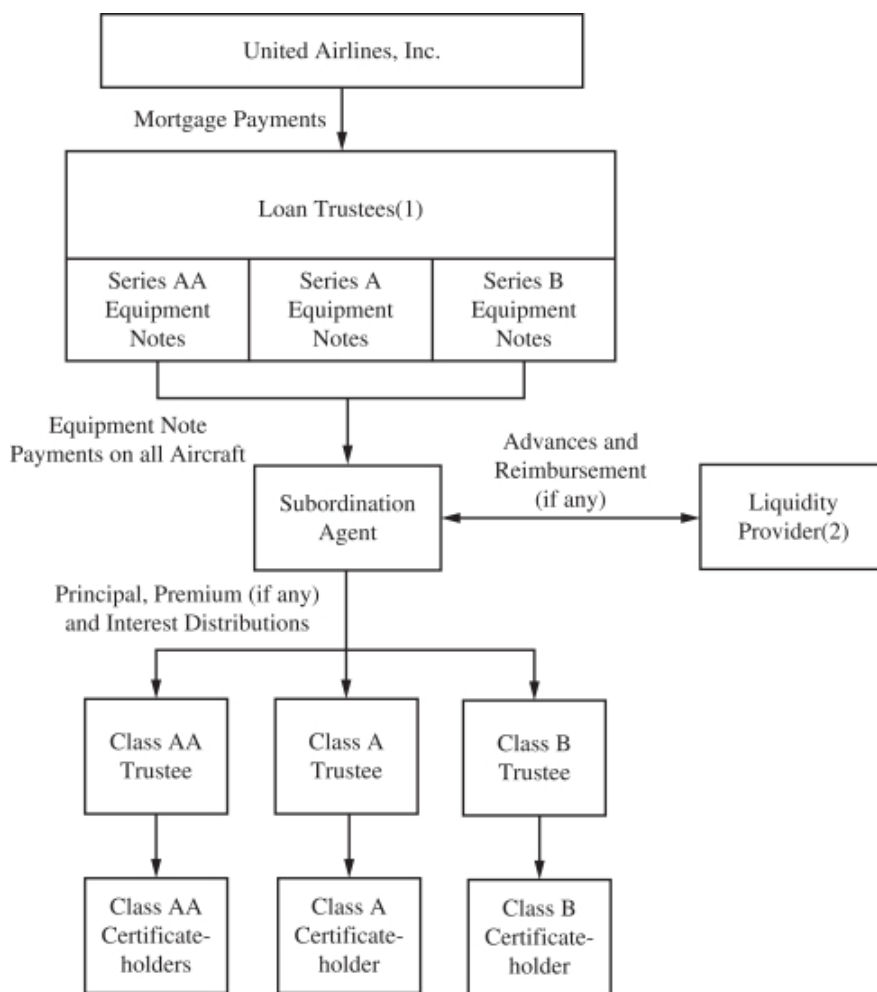 United Airlines, Inc.
Mortgage Payments
Loan Trustees(1)
Series AA
Equipment
Notes
Series A
Equipment
Notes
Series B
Equipment
Notes
Equipment Note
Payments on all Aircraft
Advances and
Reimbursement
(if any)
Subordination
Agent
Liquidity
Provider(2)
Principal, Premium (if any)
and Interest Distributions
Class AA
Trustee
Class A
Trustee
Class B
Trustee
Class AA
Certificate-
holders
Class A
Certificate-
holder
Class B
Certificate-
holder